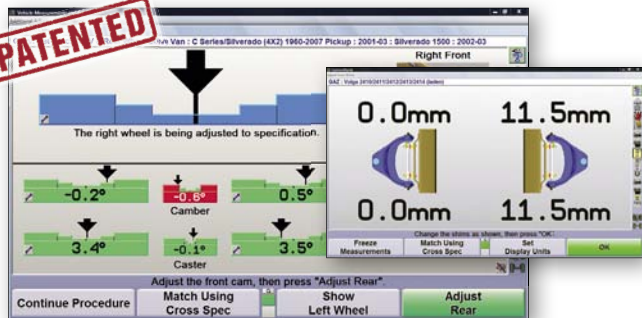 PATENTED
Van : C Series/Silverado (4X2) 1960-2007 Pickup : 2001-03 : Silverado 1500 : 2002-03
Right Front
The right wheel is being adjusted to specification.
-0.2°
-0.6°
0.5°
Camber
3.4°
-0.1°
3.5°
Caster
Adjust the front cam, then press "Adjust Rear".
Continue Procedure
Match Using
Cross Spec
Show
Left Wheel
Adjust
Rear
GAZ : Volga 2410/2411/2412/2413/2414 (laden)
0.0mm
11.5mm
0.0mm
11.5mm
Change the shims as shown, then press "OK".
Freeze
Measurements
Match Using
Cross Spec
Set
Display Units
OK